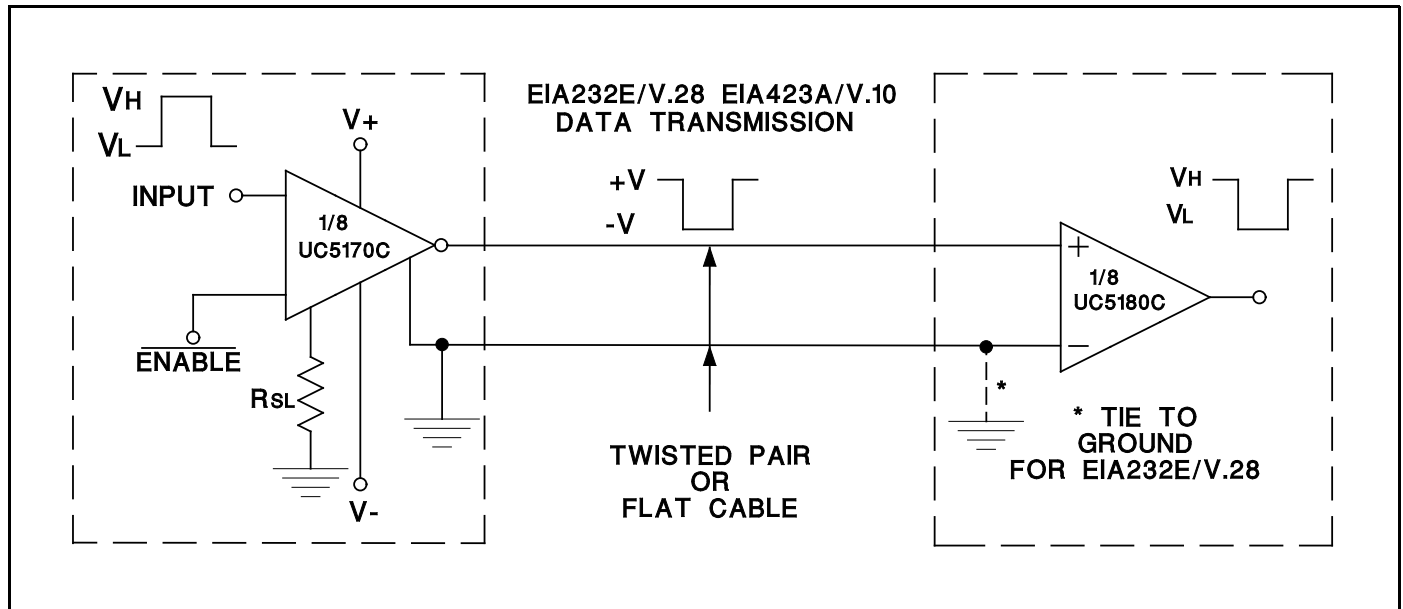 VH
VL
INPUT
ENABLE
V+
1/8
UC5170C
RSL
V-
EIA232E/V.28 EIA423A/V.10
DATA TRANSMISSION
+V
-V
TWISTED PAIR
OR
FLAT CABLE
VH
VL
+
1/8
UC5180C
−
*
* TIE TO
GROUND
FOR EIA232E/V.28